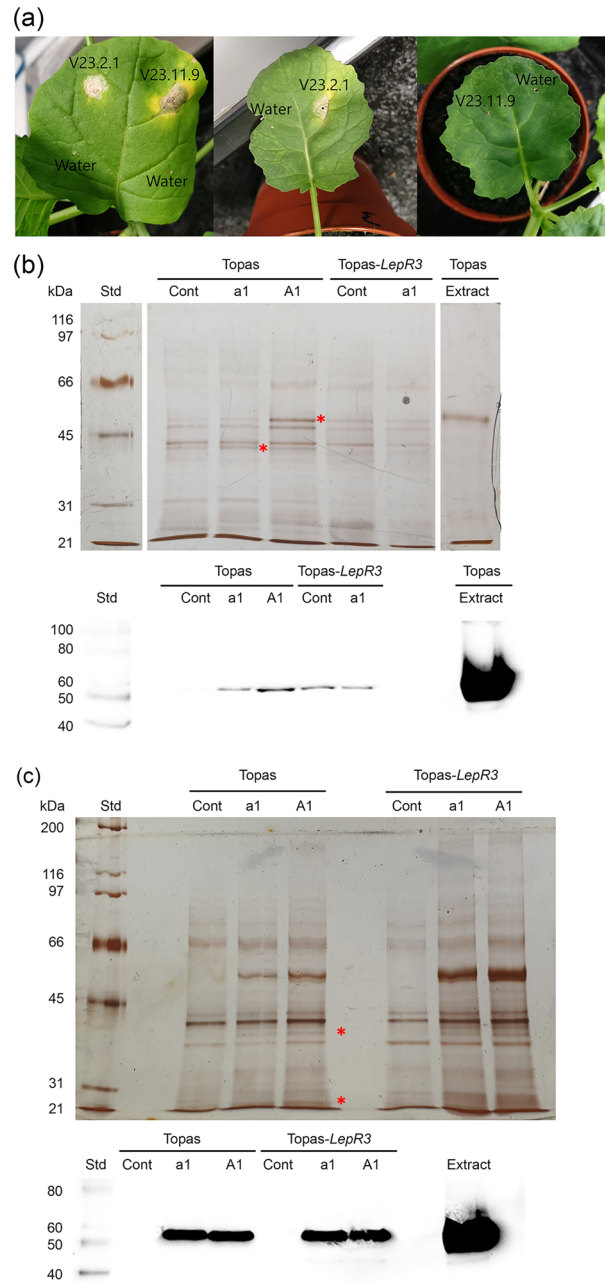 (a)
V23.2.1
V23.11.9
Water
Water
Water
V23.2.1
Water
V23.11.9
(b)
Topas
Topas-LepR3
Topas
kDa
Std
Cont
a1
A1
Cont
a1
Extract
116
97
66
*
45
*
31
21
Topas
Topas-LepR3
Topas
Std
Cont
a1
A1
Cont
a1
Extract
100
80
60
50
40
(c)
Topas
Topas-LepR3
kDa
Std
Cont
a1
A1
Cont
a1
A1
200
116
97
66
45
*
31
*
21
Topas
Topas-LepR3
Std
Cont
a1
A1
Cont
a1
A1
Extract
80
60
50
40